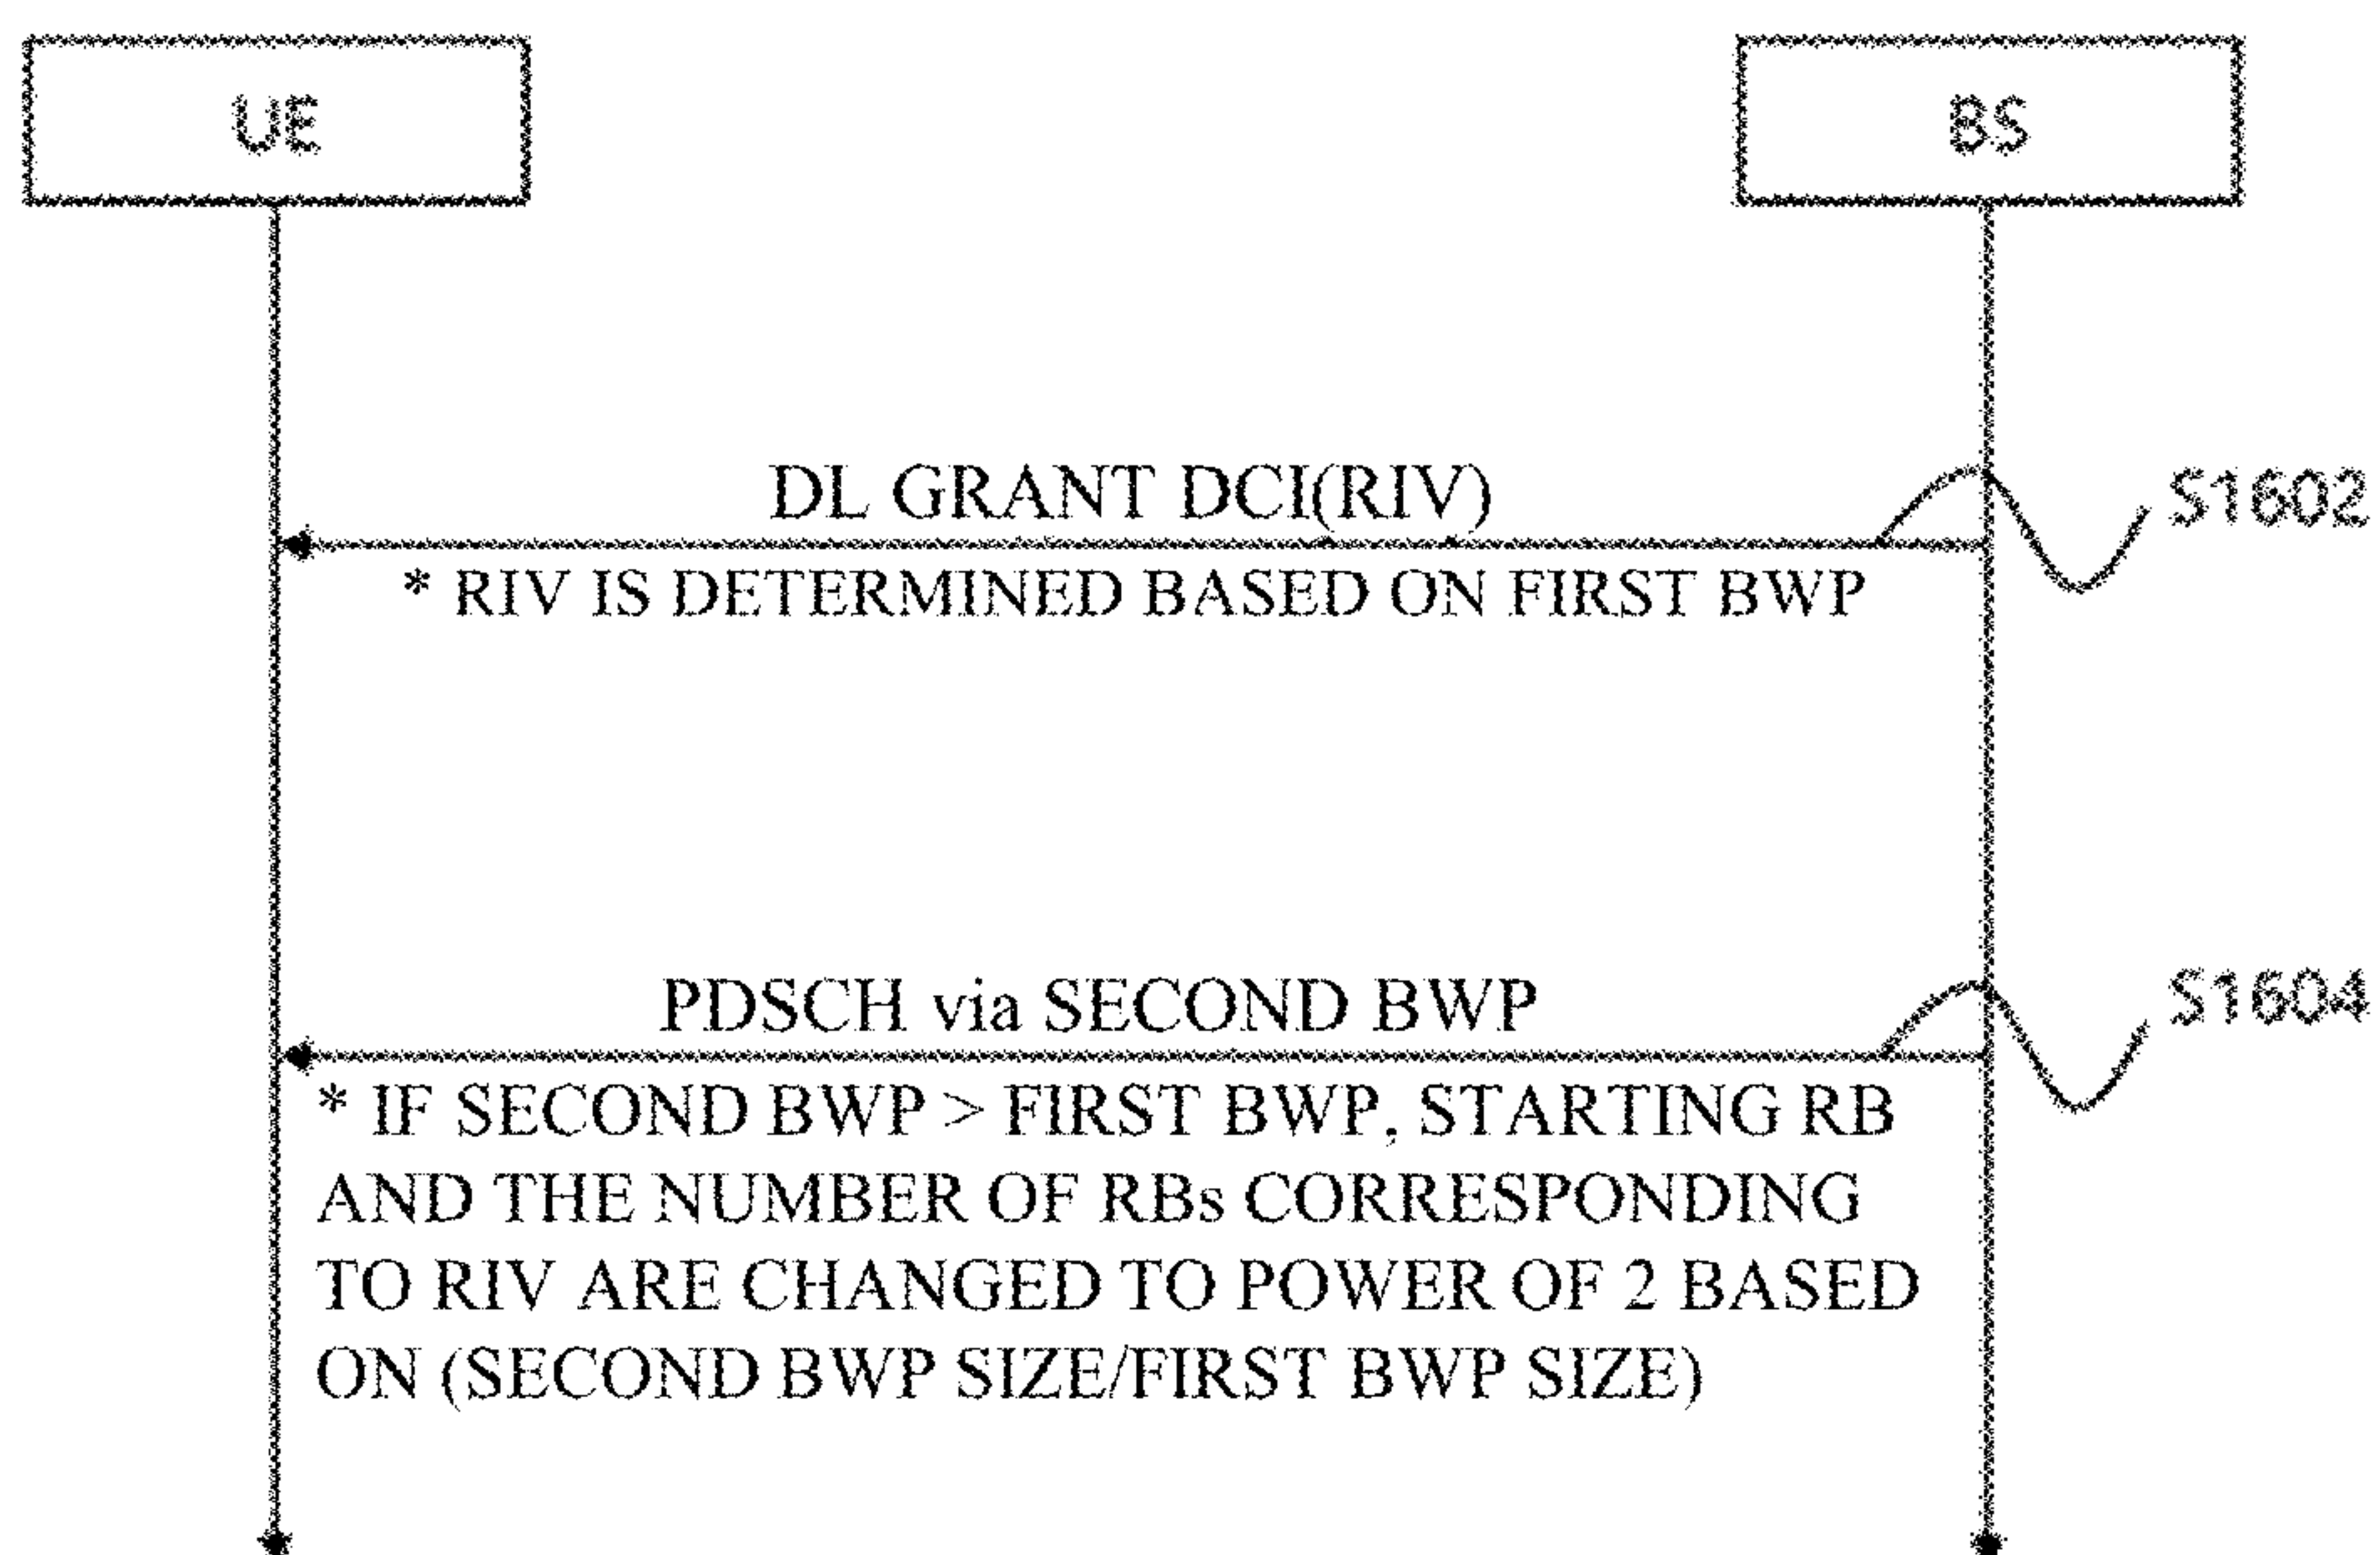 UE
BS
DL GRANT DCI(RIV)
S1602
* RIV IS DETERMINED BASED ON FIRST BWP
PDSCH via SECOND BWP
S1604
* IF SECOND BWP > FIRST BWP, STARTING RB
AND THE NUMBER OF RBs CORRESPONDING
TO RIV ARE CHANGED TO POWER OF 2 BASED
ON (SECOND BWP SIZE/FIRST BWP SIZE)